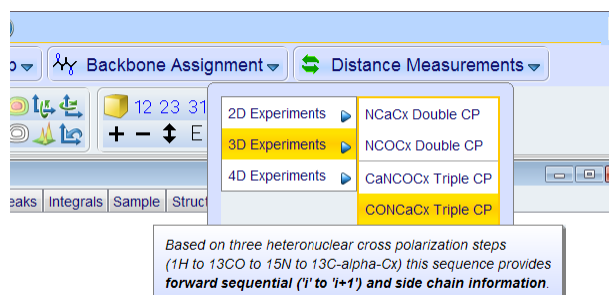 Backbone Assignment
Distance Measurements
12 23 31
+ − E
2D Experiments
3D Experiments
4D Experiments
NCaCx Double CP
NCOCx Double CP
CaNCOCx Triple CP
CONCaCx Triple CP
Integrals Sample
Based on three heteronuclear cross polarization steps
(1H to 13CO to 15N to 13C-alpha-Cx) this sequence provides
forward sequential ('i' to 'i+1') and side chain information.